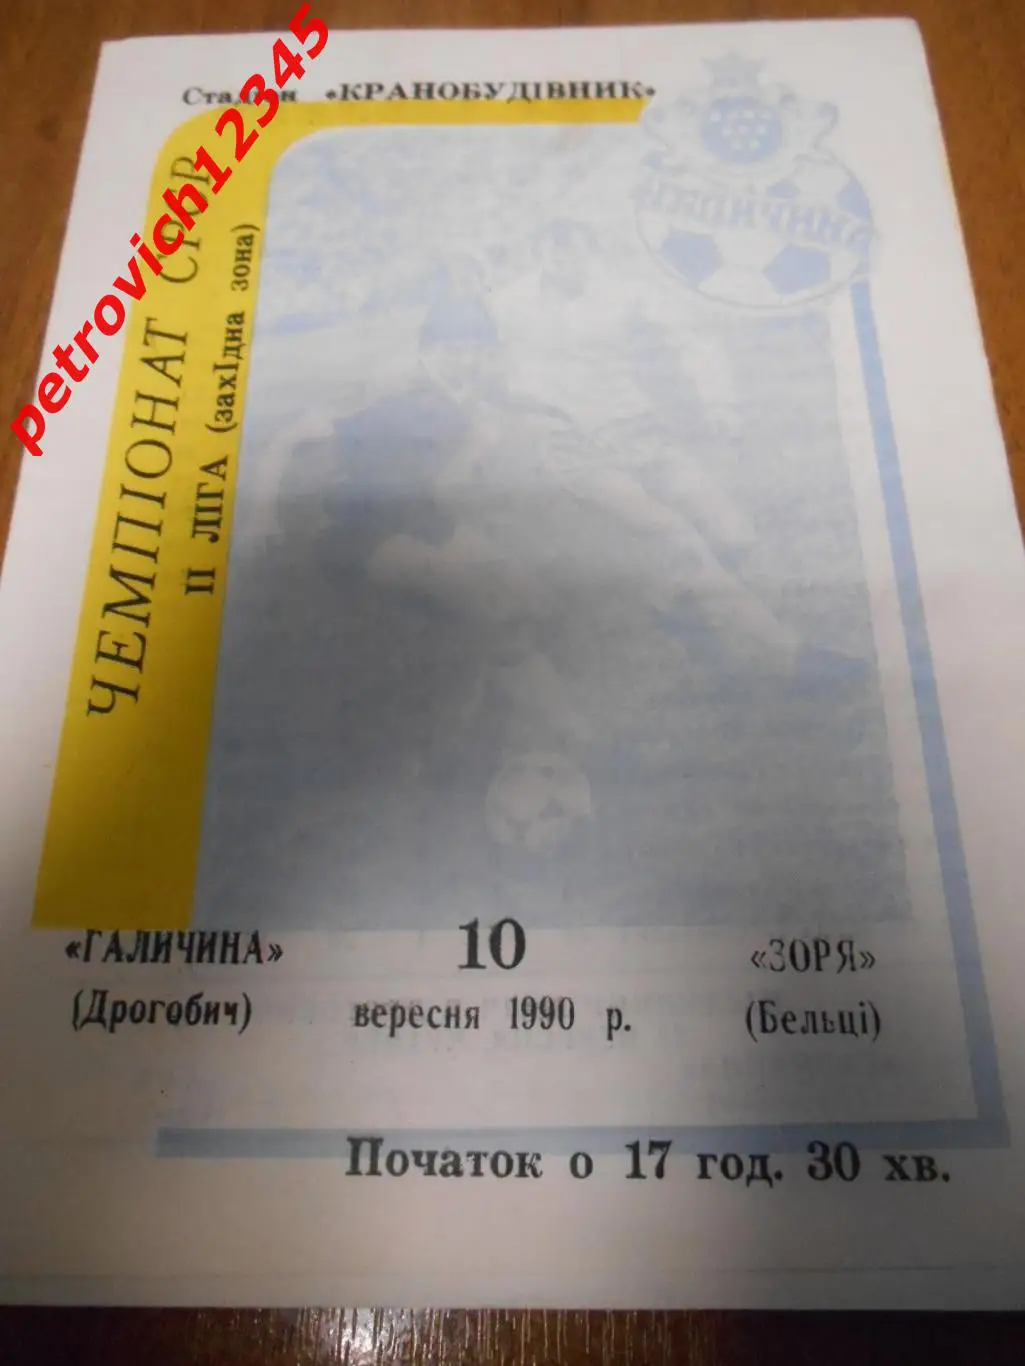 petrovich12345
Стадіон «КРАНОБУДІВНИК»
ГАЛИЧИНА
ЧЕМПІОНАТ СРСР
ІІ ЛІГА (західна зона)
«ГАЛИЧИНА»
(Дрогобич)
10
вересня 1990 р.
«ЗОРЯ»
(Бельці)
Початок о 17 год. 30 хв.